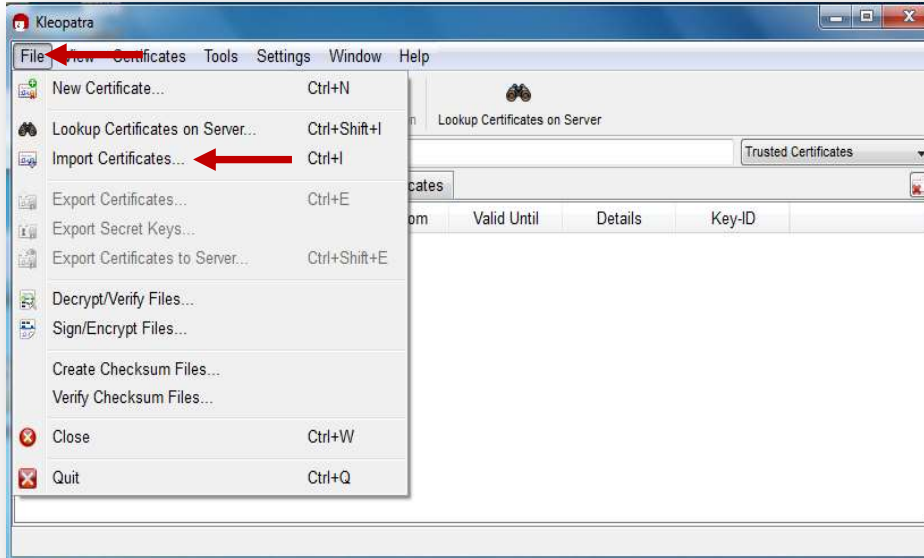 Kleopatra
File View Certificates Tools Settings Window Help
New Certificate... Ctrl+N
Lookup Certificates on Server... Ctrl+Shift+I
Import Certificates... Ctrl+I
Export Certificates... Ctrl+E
Export Secret Keys...
Export Certificates to Server... Ctrl+Shift+E
Decrypt/Verify Files...
Sign/Encrypt Files...
Create Checksum Files...
Verify Checksum Files...
Close Ctrl+W
Quit Ctrl+Q
Lookup Certificates on Server
Trusted Certificates
cates
om Valid Until Details Key-ID